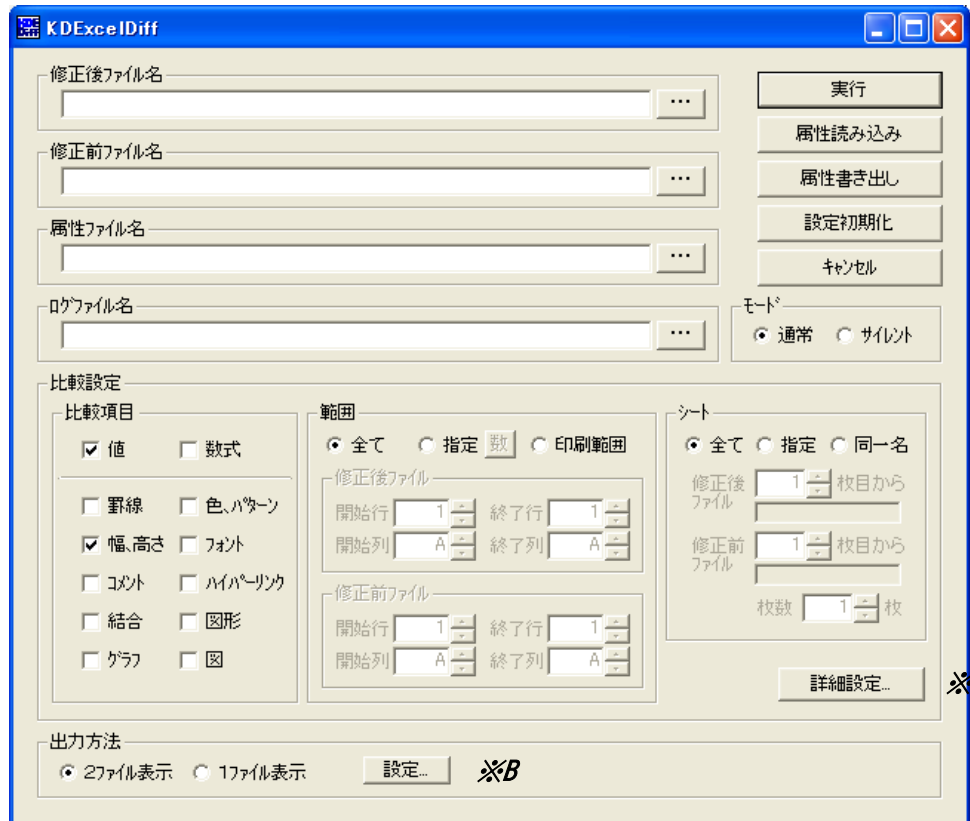 KDExcelDiff
修正後ファイル名
...
実行
属性読み込み
修正前ファイル名
...
属性書き出し
属性ファイル名
...
設定初期化
キャンセル
ログファイル名
...
モード
通常 サイレント
比較設定
比較項目
値 数式
罫線 色、パターン
幅、高さ フォント
コメント ハイパーリンク
結合 図形
グラフ 図
範囲
全て 指定 数 印刷範囲
修正後ファイル
開始行 1 終了行 1
開始列 A 終了列 A
修正前ファイル
開始行 1 終了行 1
開始列 A 終了列 A
シート
全て 指定 同一名
修正後ファイル 1 枚目から
修正前ファイル 1 枚目から
枚数 1 枚
詳細設定... ※
出力方法
2ファイル表示 1ファイル表示 設定... ※B